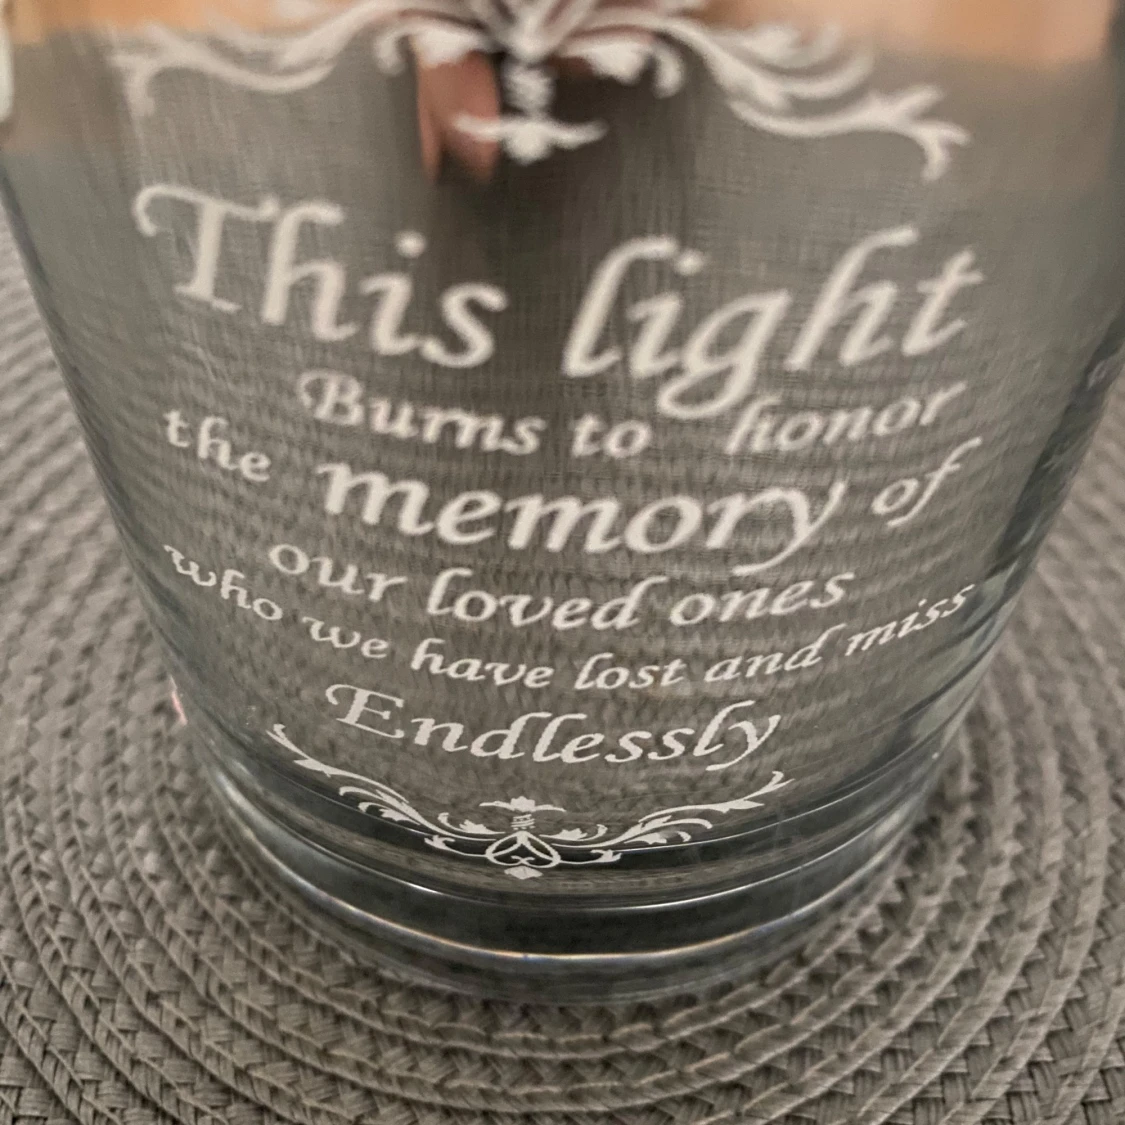 This light
Burns to honor
the memory of
our loved ones
who we have lost and miss
Endlessly